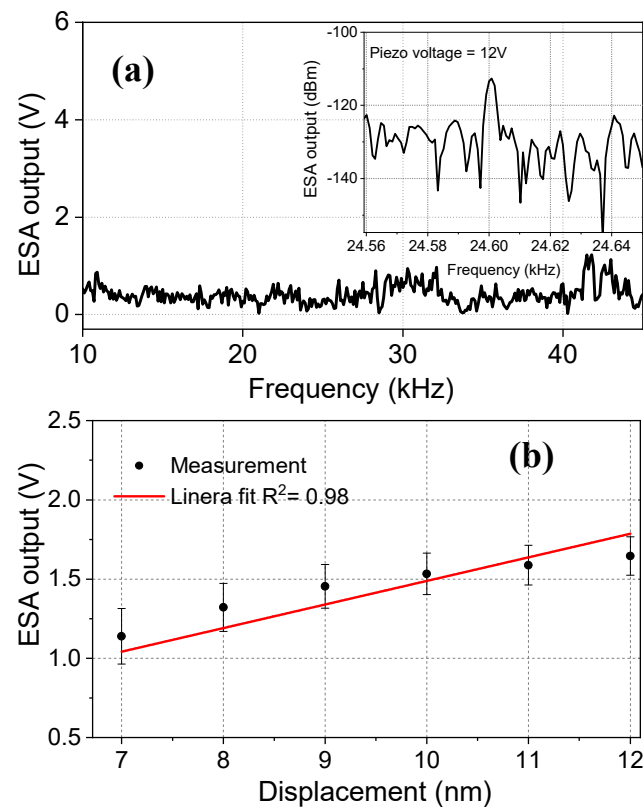 (a)
ESA output (V)
6
4
2
0
10
20
30
40
Frequency (kHz)
Piezo voltage = 12V
ESA output (dBm)
-100
-120
-140
24.56
24.58
24.60
24.62
24.64
Frequency (kHz)
(b)
ESA output (V)
2.5
2.0
1.5
1.0
0.5
Measurement
Linera fit R²= 0.98
7
8
9
10
11
12
Displacement (nm)